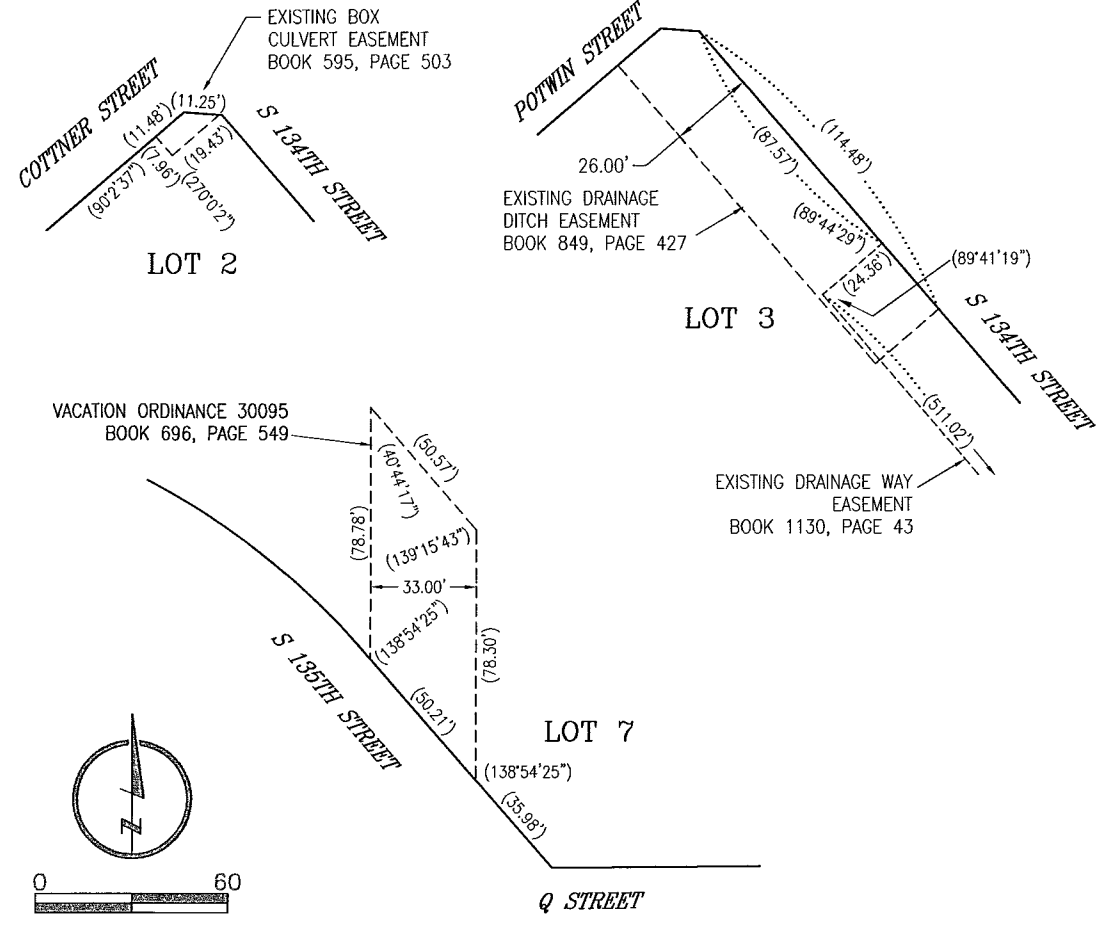 EXISTING BOX
CULVERT EASEMENT
BOOK 595, PAGE 503
COTTNER STREET
(11.48')
(11.25')
S 134TH STREET
(7.96')
(19.43')
(90°2'37")
(270°0'2")
LOT 2
POTWIN STREET
26.00'
(87.57')
(114.48')
EXISTING DRAINAGE
DITCH EASEMENT
BOOK 849, PAGE 427
(89°44'29")
(24.36')
(89°41'19")
LOT 3
S 134TH STREET
(511.02')
EXISTING DRAINAGE WAY
EASEMENT
BOOK 1130, PAGE 43
VACATION ORDINANCE 30095
BOOK 696, PAGE 549
(50.57')
(40°44'17")
(78.78')
(139°15'43")
33.00'
(138°54'25")
(78.30')
S 135TH STREET
(50.21')
LOT 7
(138°54'25")
(35.98')
Q STREET
N
0 60